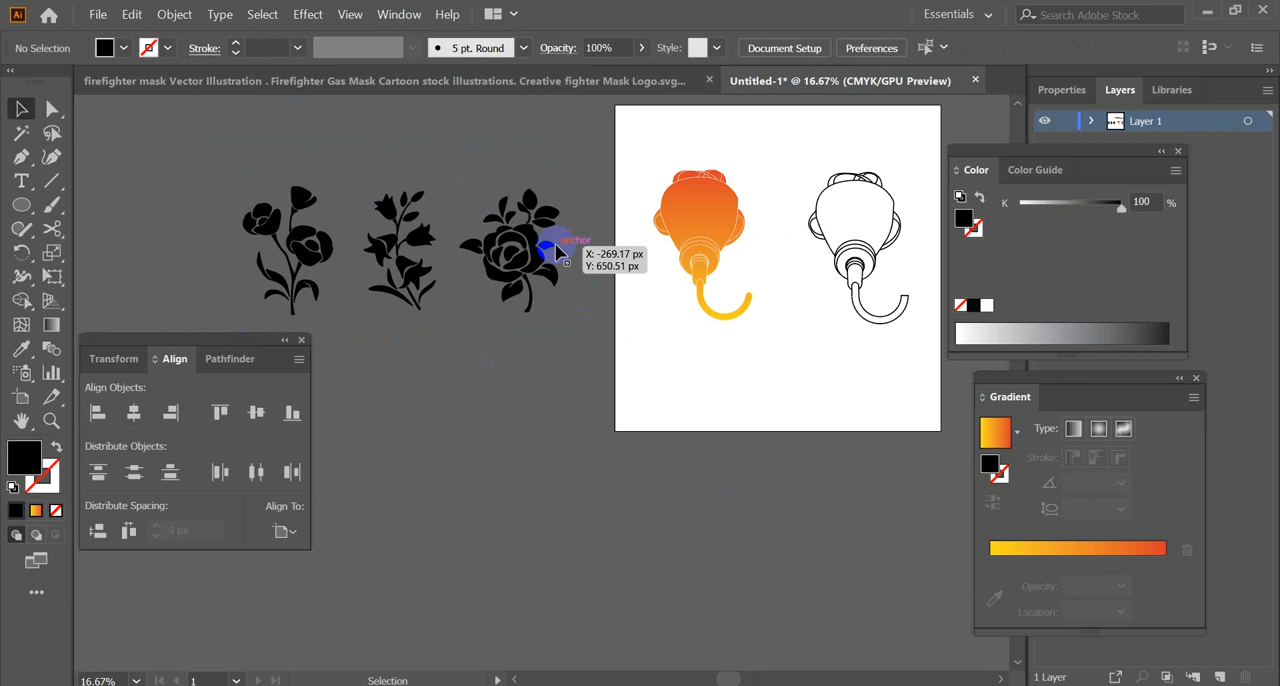 Ai File Edit Object Type Select Effect View Window Help Essentials Search Adobe Stock
No Selection Stroke: 5 pt. Round Opacity: 100% Style: Document Setup Preferences
firefighter mask Vector Illustration . Firefighter Gas Mask Cartoon stock illustrations. Creative fighter Mask Logo.svg... Untitled-1* @ 16.67% (CMYK/GPU Preview)
Properties Layers Libraries
Layer 1
Color Color Guide
K 100 %
anchor
X: -269.17 px
Y: 650.51 px
Transform Align Pathfinder
Align Objects:
Distribute Objects:
Distribute Spacing: Align To:
0 px
Gradient
Type:
Stroke:
Opacity:
Location:
16.67% 1 Selection 1 Layer